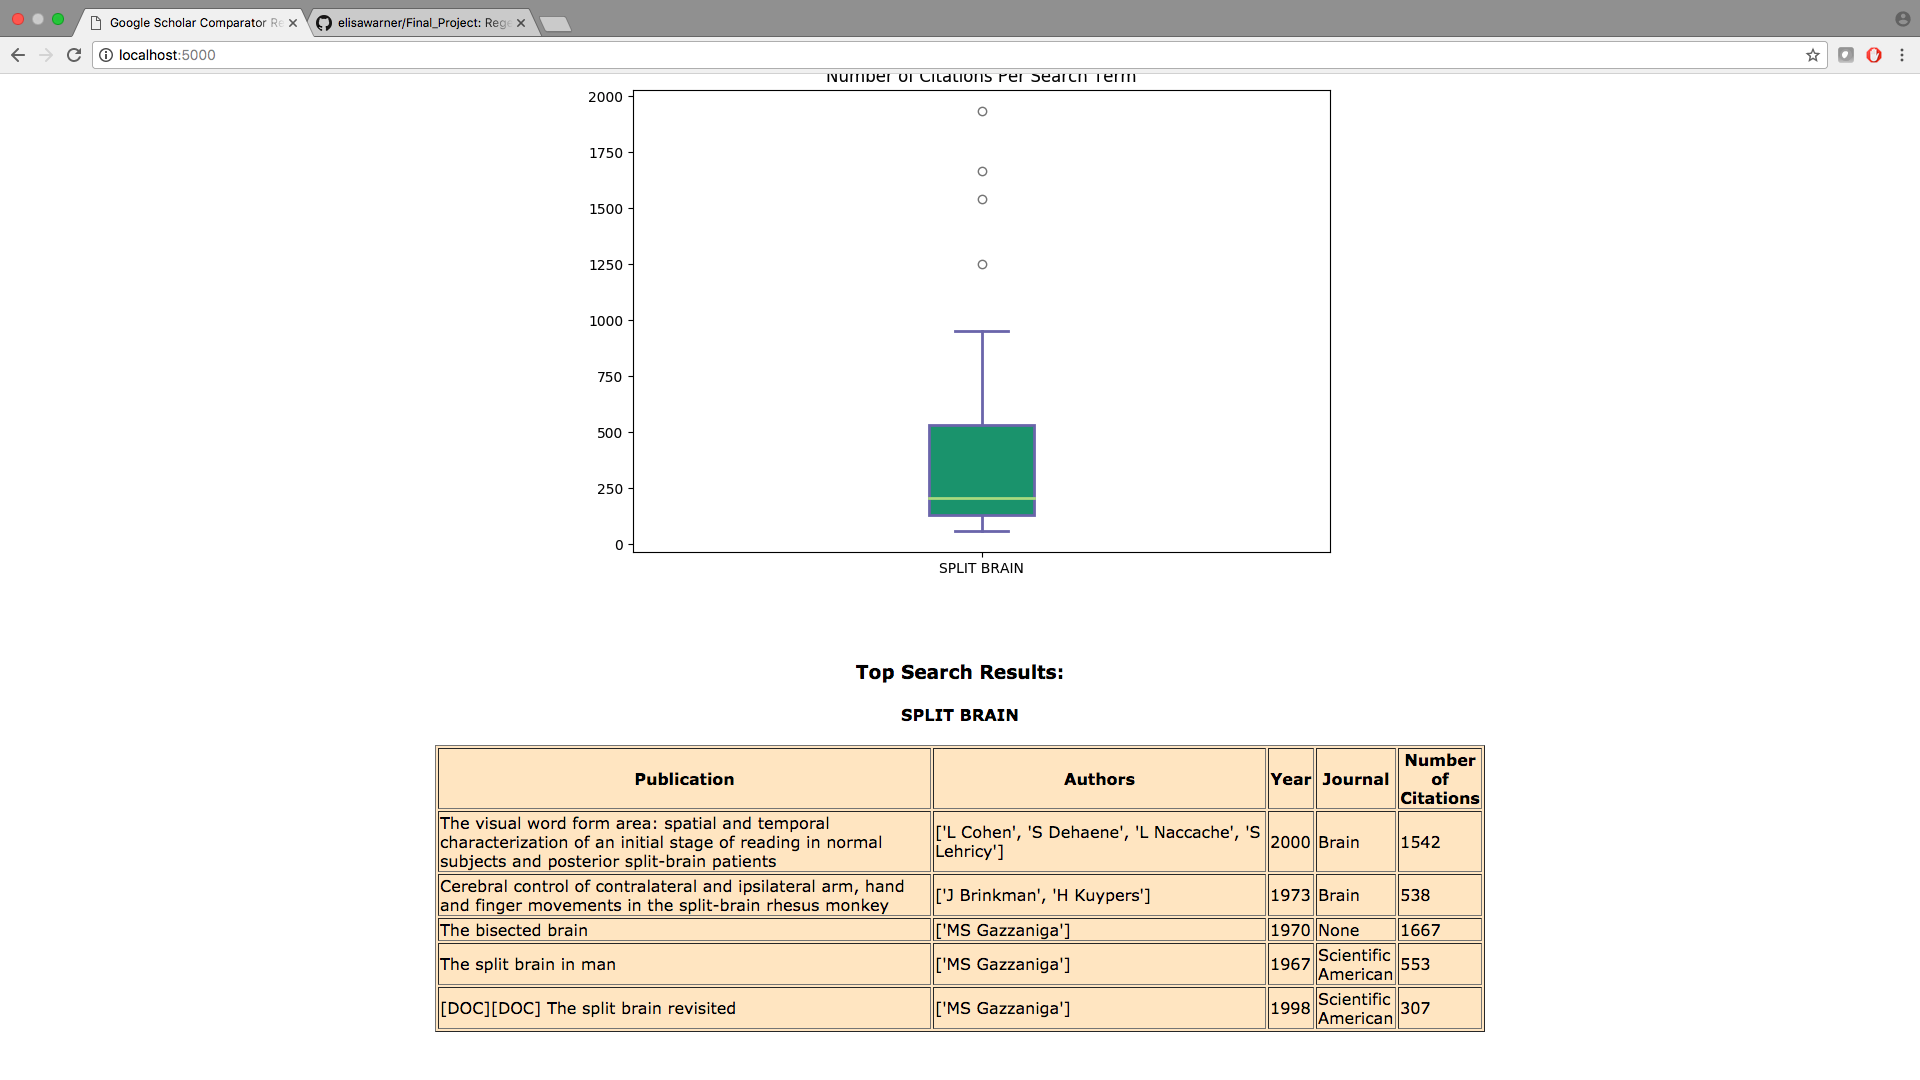 Google Scholar Comparator Re
elisawarner/Final_Project: Rege
localhost:5000
Number of Citations Per Search Term
2000
1750
1500
1250
1000
750
500
250
0
SPLIT BRAIN
Top Search Results:
SPLIT BRAIN
Publication Authors Year Journal Number of Citations
The visual word form area: spatial and temporal
characterization of an initial stage of reading in normal
subjects and posterior split-brain patients
['L Cohen', 'S Dehaene', 'L Naccache', 'S
Lehricy']
2000
Brain
1542
Cerebral control of contralateral and ipsilateral arm, hand
and finger movements in the split-brain rhesus monkey
['J Brinkman', 'H Kuypers']
1973
Brain
538
The bisected brain
['MS Gazzaniga']
1970
None
1667
The split brain in man
['MS Gazzaniga']
1967
Scientific
American
553
[DOC][DOC] The split brain revisited
['MS Gazzaniga']
1998
Scientific
American
307